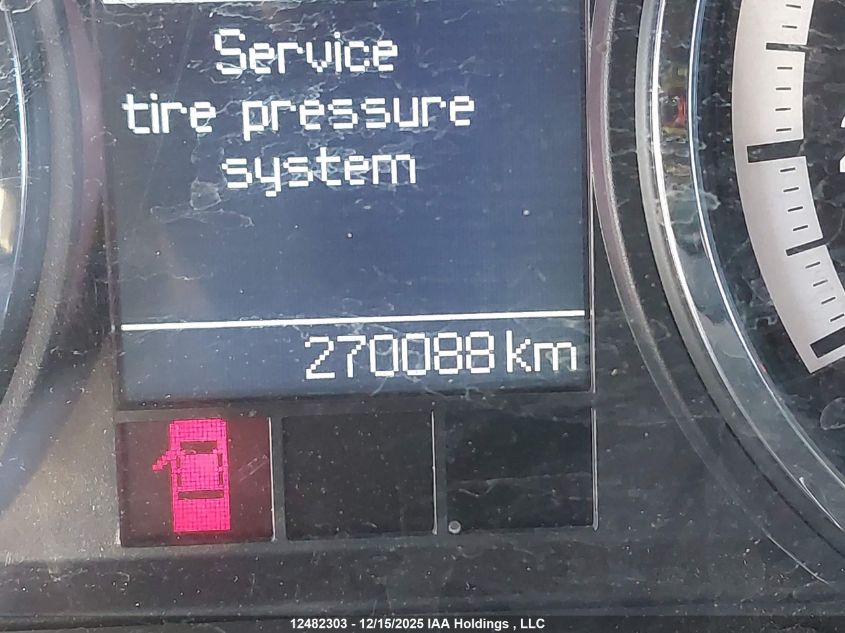 Service
tire pressure
system
270088 km
12482303 - 12/15/2025 IAA Holdings , LLC